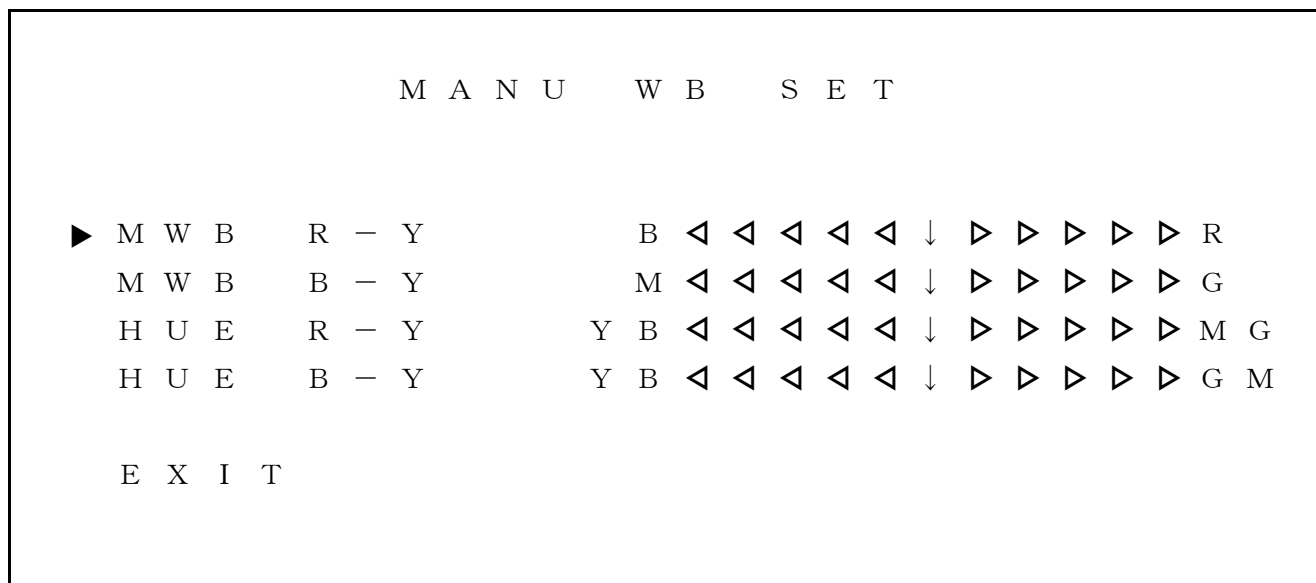 MANU WB SET
▶MWB R−Y B◁◁◁◁◁↓▷▷▷▷▷R
MWB B−Y M◁◁◁◁◁↓▷▷▷▷▷G
HUE R−Y YB◁◁◁◁◁↓▷▷▷▷▷MG
HUE B−Y YB◁◁◁◁◁↓▷▷▷▷▷GM
EXIT